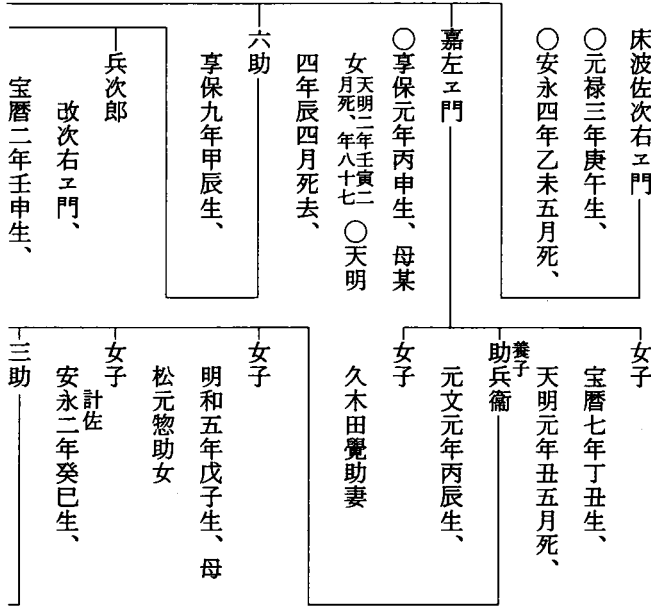 床波佐次右ヱ門
○元禄三年庚午生、
○安永四年乙未五月死、
嘉左ヱ門
○享保元年丙申生、母某
女天明二年壬寅二
月死、年八十七○天明
四年辰四月死去、
六助
享保九年甲辰生、
兵次郎
改次右ヱ門、
宝暦二年壬申生、
女子
宝暦七年丁丑生、
天明元年丑五月死、
養子
助兵衞
元文元年丙辰生、
女子
久木田覺助妻
女子
明和五年戊子生、母
松元惣助女
女子
計佐
安永二年癸巳生、
三助